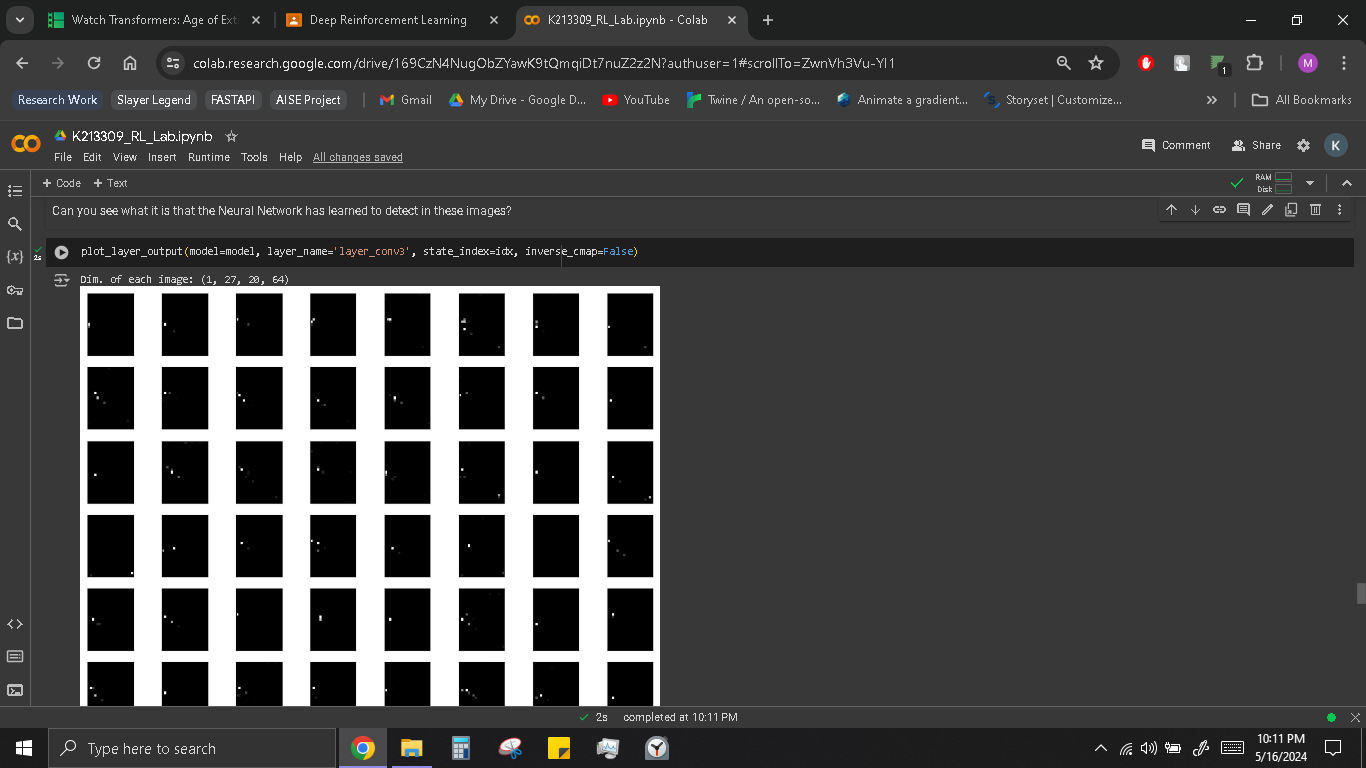 Watch Transformers: Age of Ext
Deep Reinforcement Learning
K213309_RL_Lab.ipynb - Colab
colab.research.google.com/drive/169CzN4NugObZYawK9tQmqiDt7nuZ2z2N?authuser=1#scrollTo=ZwnVh3Vu-YI1
1
M
Research Work
Slayer Legend
FASTAPI
AISE Project
Gmail
My Drive - Google D...
YouTube
Twine / An open-so...
Animate a gradient...
Storyset | Customize...
All Bookmarks
K213309_RL_Lab.ipynb
File Edit View Insert Runtime Tools Help All changes saved
Comment
Share
K
+ Code + Text
RAM
Disk
Can you see what it is that the Neural Network has learned to detect in these images?
2s
plot_layer_output(model=model, layer_name='layer_conv3', state_index=idx, inverse_cmap=False)
Dim. of each image: (1, 27, 20, 64)
{x}
2s completed at 10:11 PM
Type here to search
10:11 PM
5/16/2024